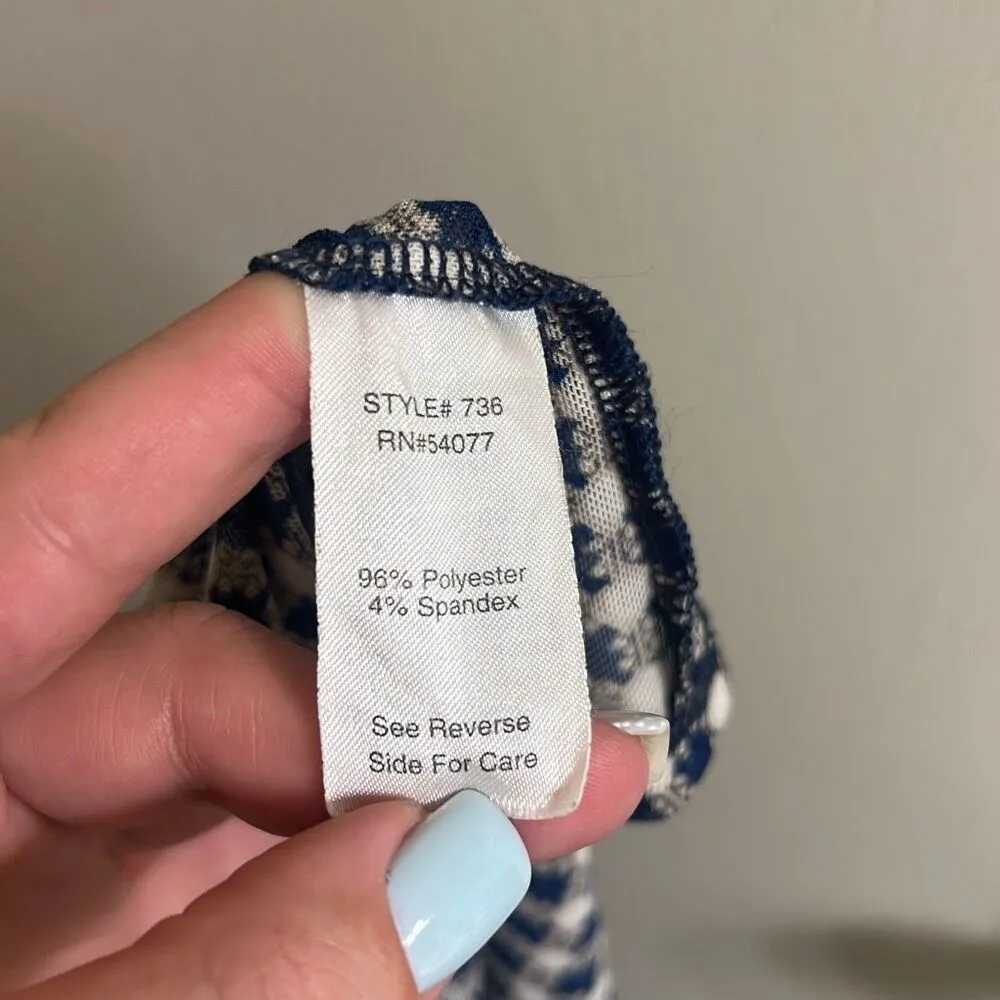 STYLE# 736
RN#54077
96% Polyester
4% Spandex
See Reverse
Side For Care